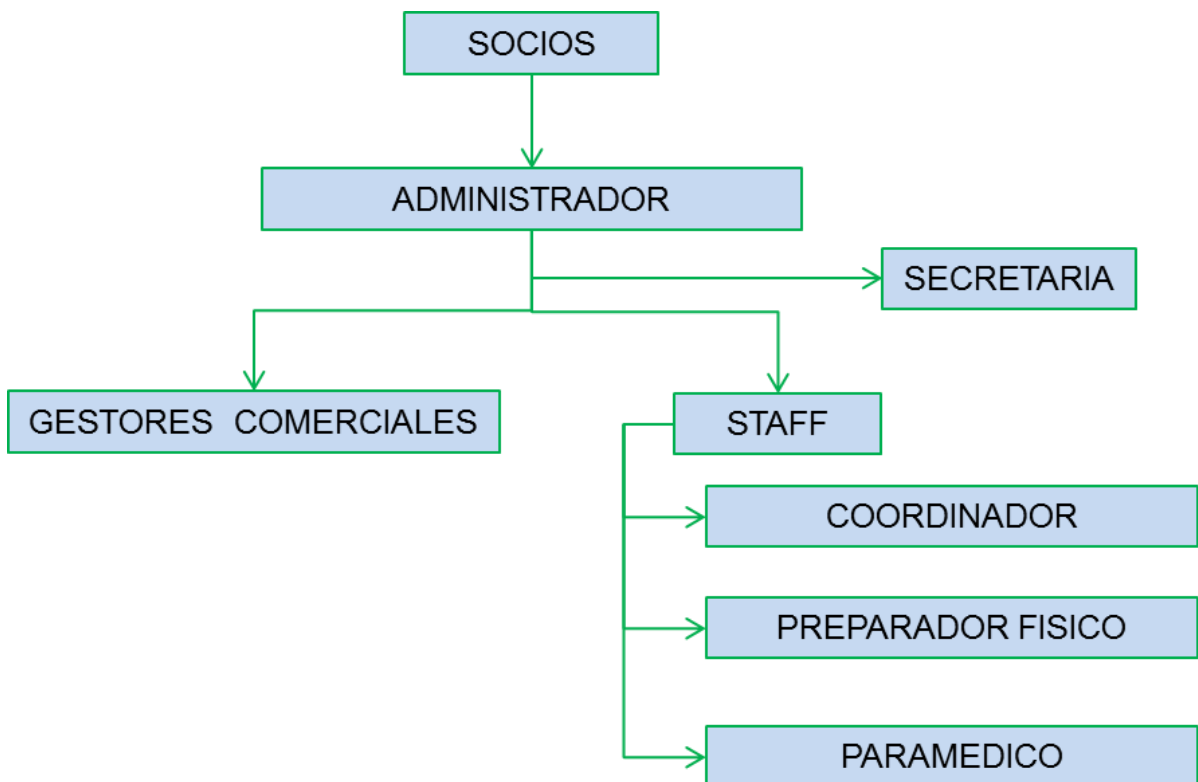 SOCIOS
ADMINISTRADOR
SECRETARIA
GESTORES COMERCIALES
STAFF
COORDINADOR
PREPARADOR FISICO
PARAMEDICO